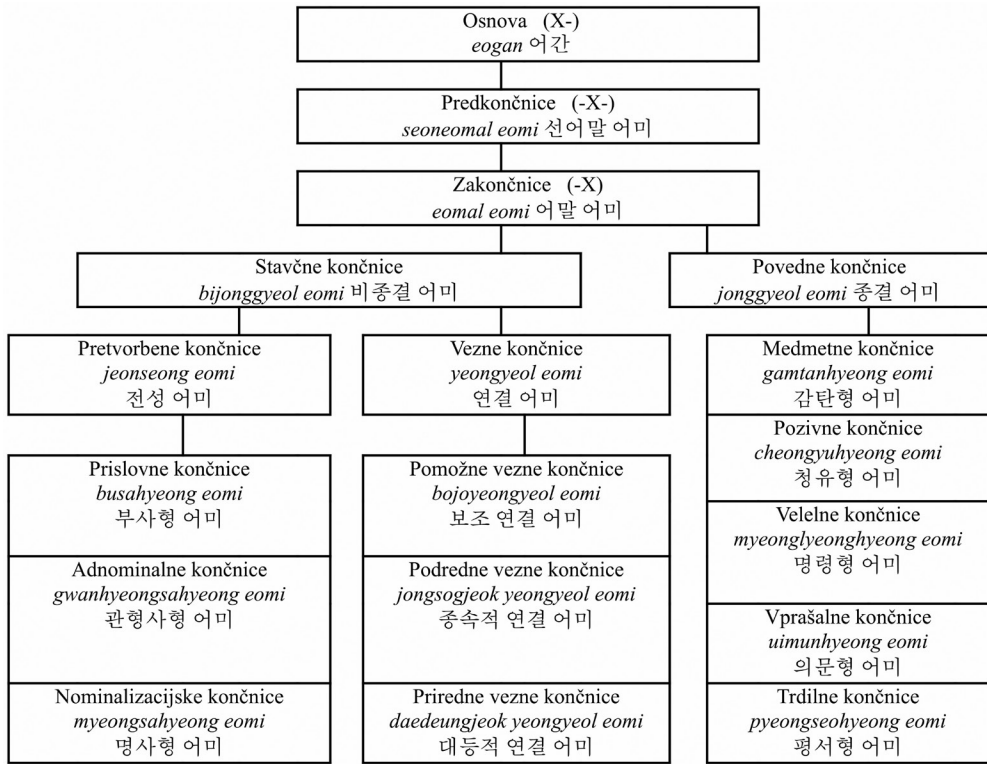 Osnova (X-)
eogan 어간
Predkončnice (-X-)
seoneomal eomi 선어말 어미
Zakončnice (-X)
eomal eomi 어말 어미
Stavčne končnice
bijonggyeol eomi 비종결 어미
Povedne končnice
jonggyeol eomi 종결 어미
Pretvorbene končnice
jeonseong eomi
전성 어미
Vezne končnice
yeongyeol eomi
연결 어미
Medmetne končnice
gamtanhyeong eomi
감탄형 어미
Pozivne končnice
cheongyuhyeong eomi
청유형 어미
Velelne končnice
myeonglyeonghyeong eomi
명령형 어미
Vprašalne končnice
uimunhyeong eomi
의문형 어미
Trdilne končnice
pyeongseohyeong eomi
평서형 어미
Prislovne končnice
busahyeong eomi
부사형 어미
Adnominalne končnice
gwanhyeongsahyeong eomi
관형사형 어미
Nominalizacijske končnice
myeongsahyeong eomi
명사형 어미
Pomožne vezne končnice
bojoyeongyeol eomi
보조 연결 어미
Podredne vezne končnice
jongsogjeok yeongyeol eomi
종속적 연결 어미
Priredne vezne končnice
daedeungjeok yeongyeol eomi
대등적 연결 어미